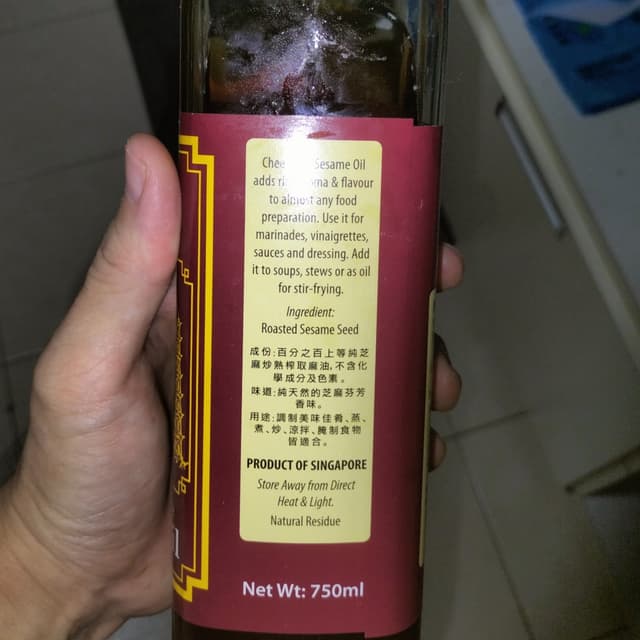 Sesame Oil
adds & flavour
to almost any food
preparation. Use it for
marinades, vinaigrettes,
sauces and dressing. Add
it to soups, stews or as oil
for stir-frying.
Ingredient:
Roasted Sesame Seed
成份:百分之百上等純芝
麻炒熟榨取麻油,不含化
學成分及色素。
味道:純天然的芝麻芬芳
香味。
用途:調制美味佳肴、蒸、
煮、炒、涼拌、腌制食物
皆適合。
PRODUCT OF SINGAPORE
Store Away from Direct
Heat & Light.
Natural Residue
Net Wt: 750ml